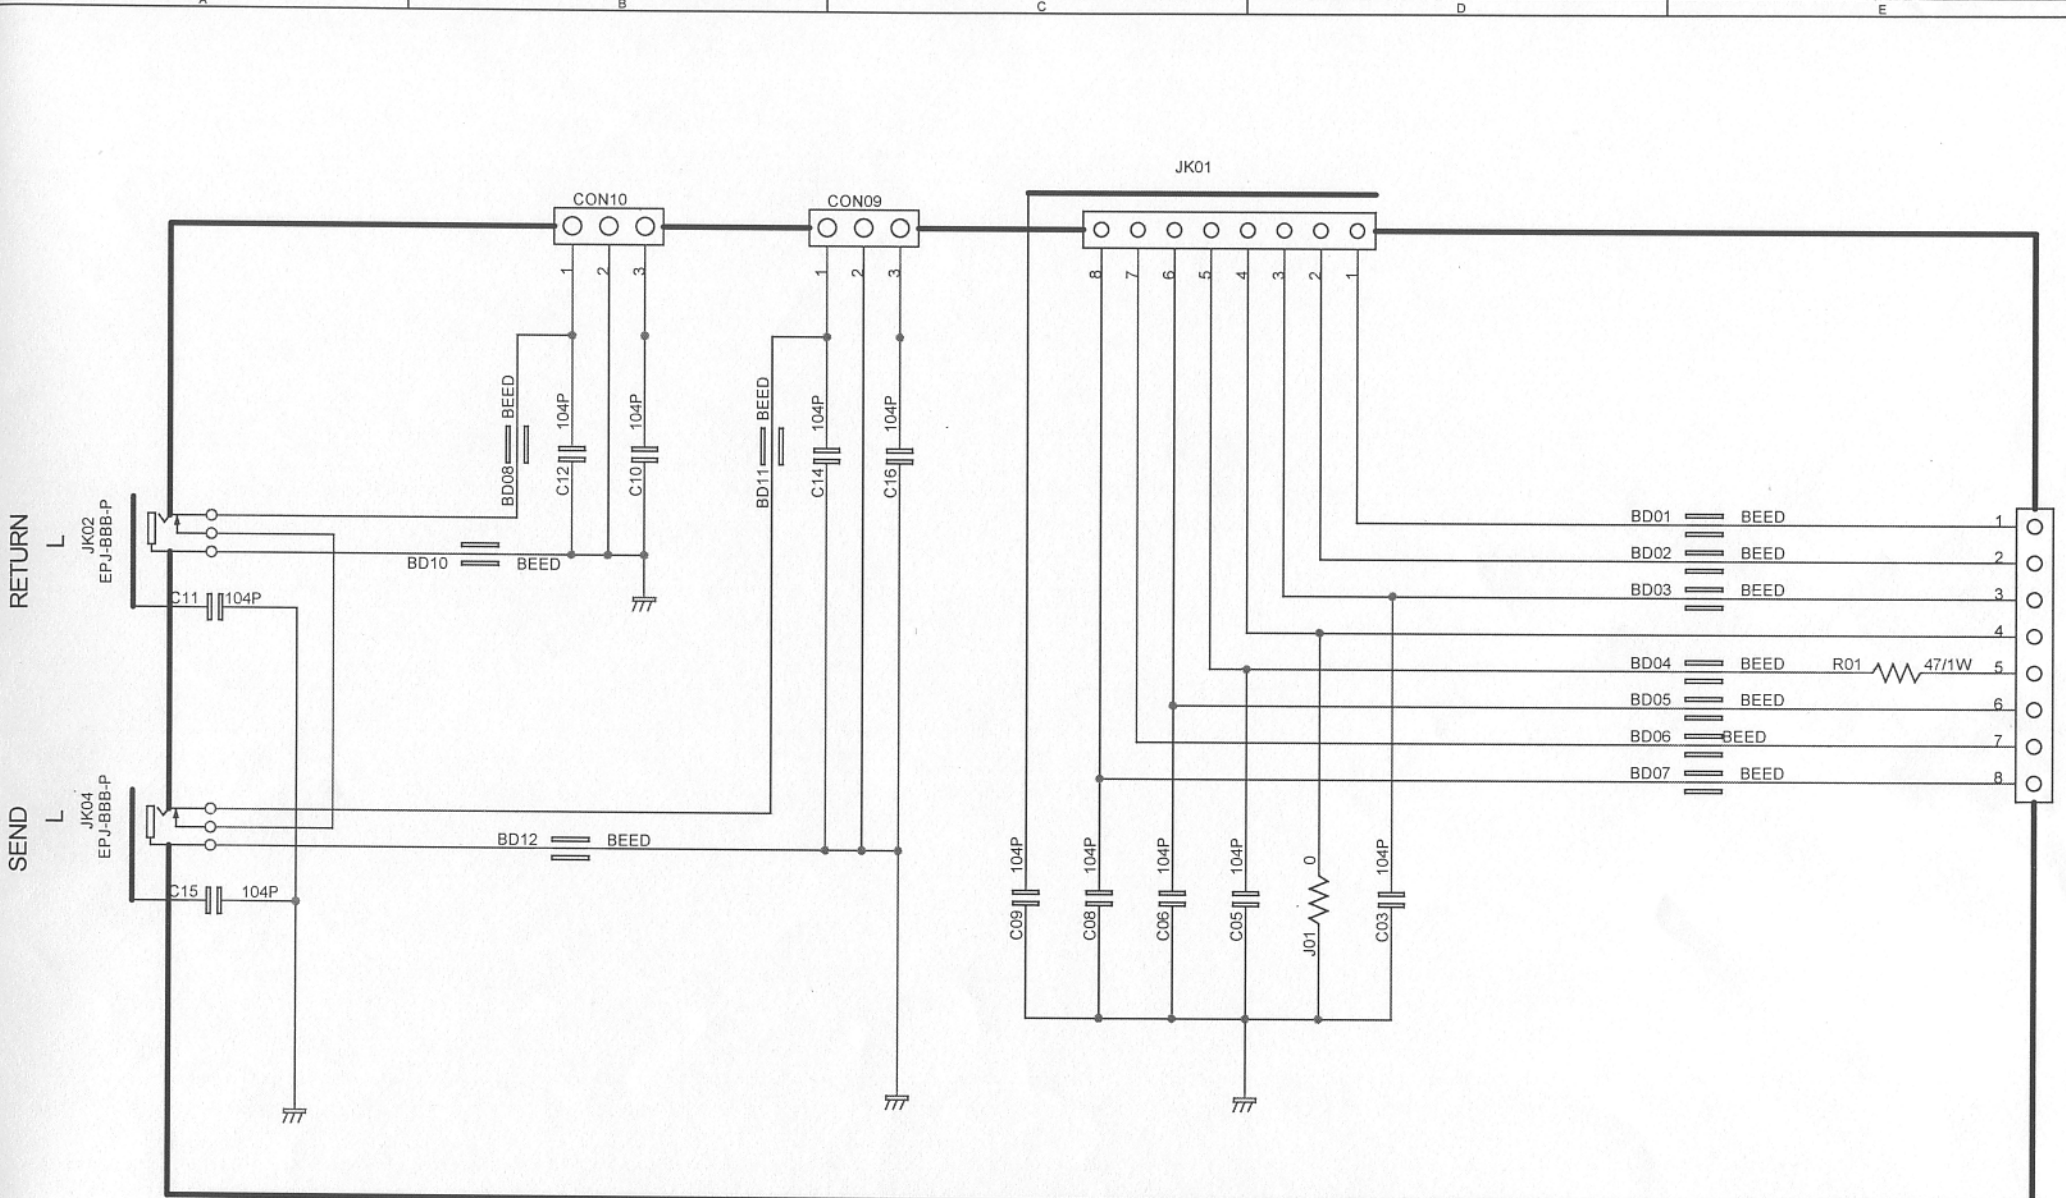 A B C D E
JK01
CON10
CON09
1 2 3
1 2 3
8 7 6 5 4 3 2 1
BD08 BEED
C12 104P
C10 104P
BD11 BEED
C14 104P
C16 104P
RETURN
L
JK02
EPJ-BBB-P
BD10 BEED
C11 104P
BD01 BEED 1
BD02 BEED 2
BD03 BEED 3
4
BD04 BEED R01 47/1W 5
BD05 BEED 6
BD06 BEED 7
BD07 BEED 8
SEND
L
JK04
EPJ-BBB-P
BD12 BEED
C15 104P
C09 104P
C08 104P
C06 104P
C05 104P
J01 0
C03 104P